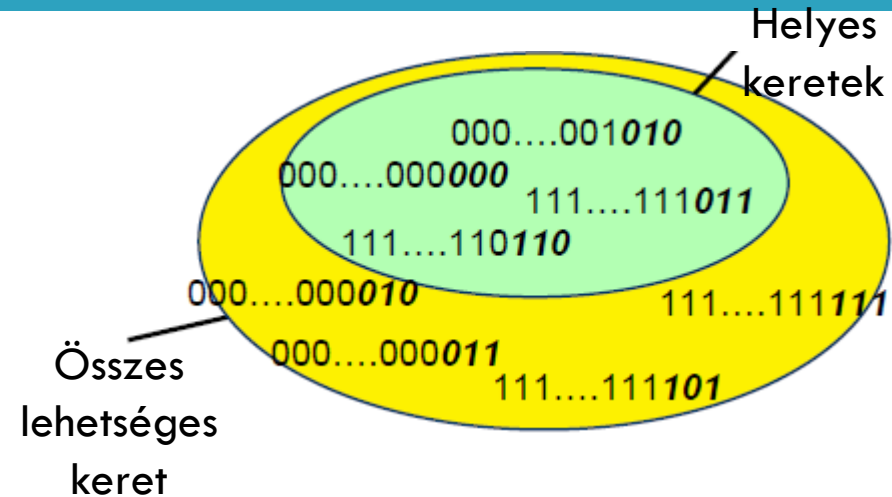 Helyes
keretek
000....001010
000....000000
111....111011
111....110110
000....000010
111....111111
000....000011
111....111101
Összes
lehetséges
keret